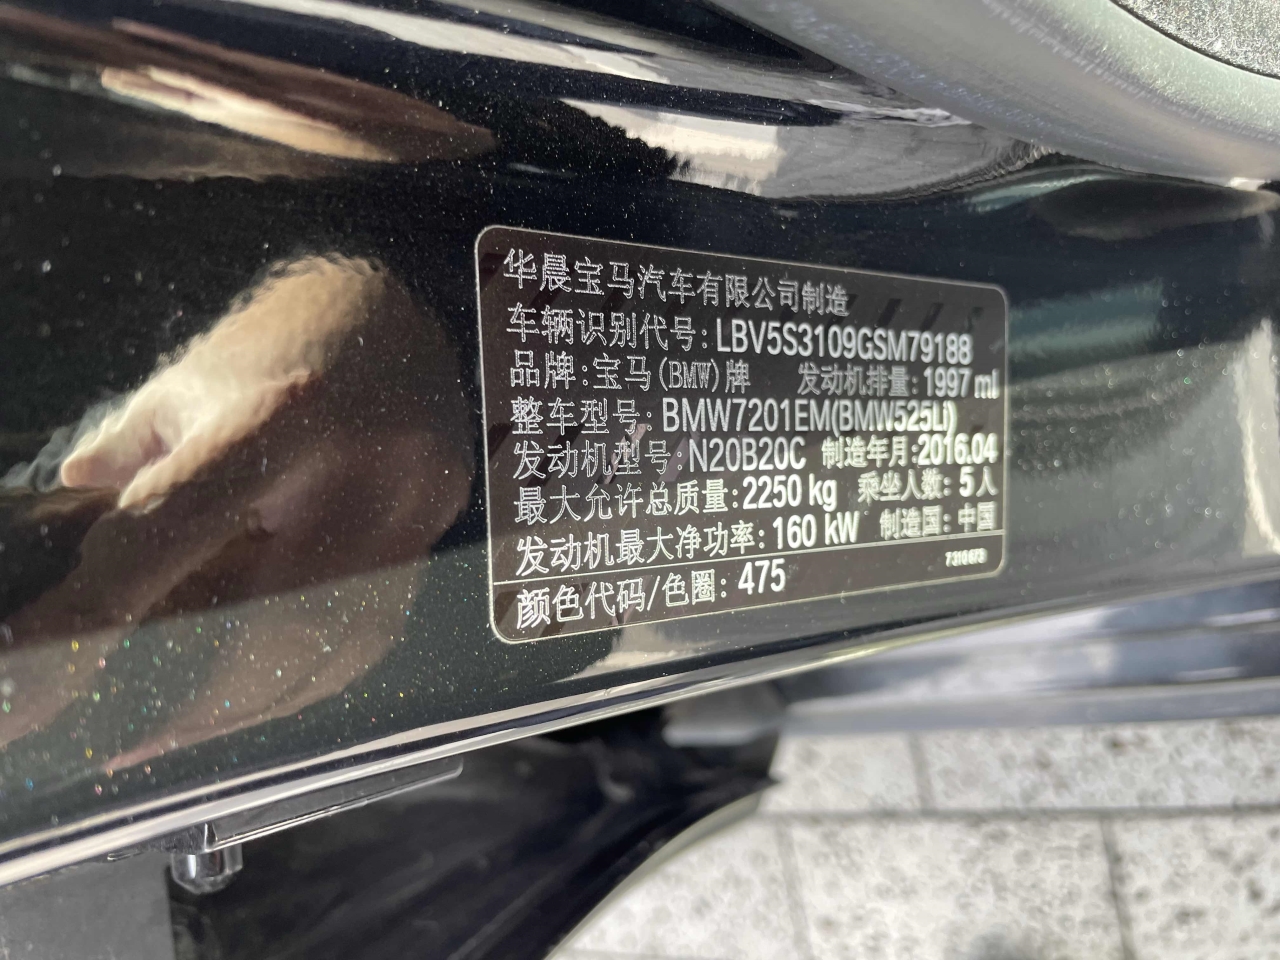 华晨宝马汽车有限公司制造
车辆识别代号: LBV5S3109GSM79188
品牌: 宝马(BMW)牌 发动机排量: 1997 ml
整车型号: BMW7201EM(BMW525Li)
发动机型号: N20B20C 制造年月: 2016.04
最大允许总质量: 2250 kg 乘坐人数: 5人
发动机最大净功率: 160 kW 制造国: 中国
7 310 673
颜色代码/色圈: 475